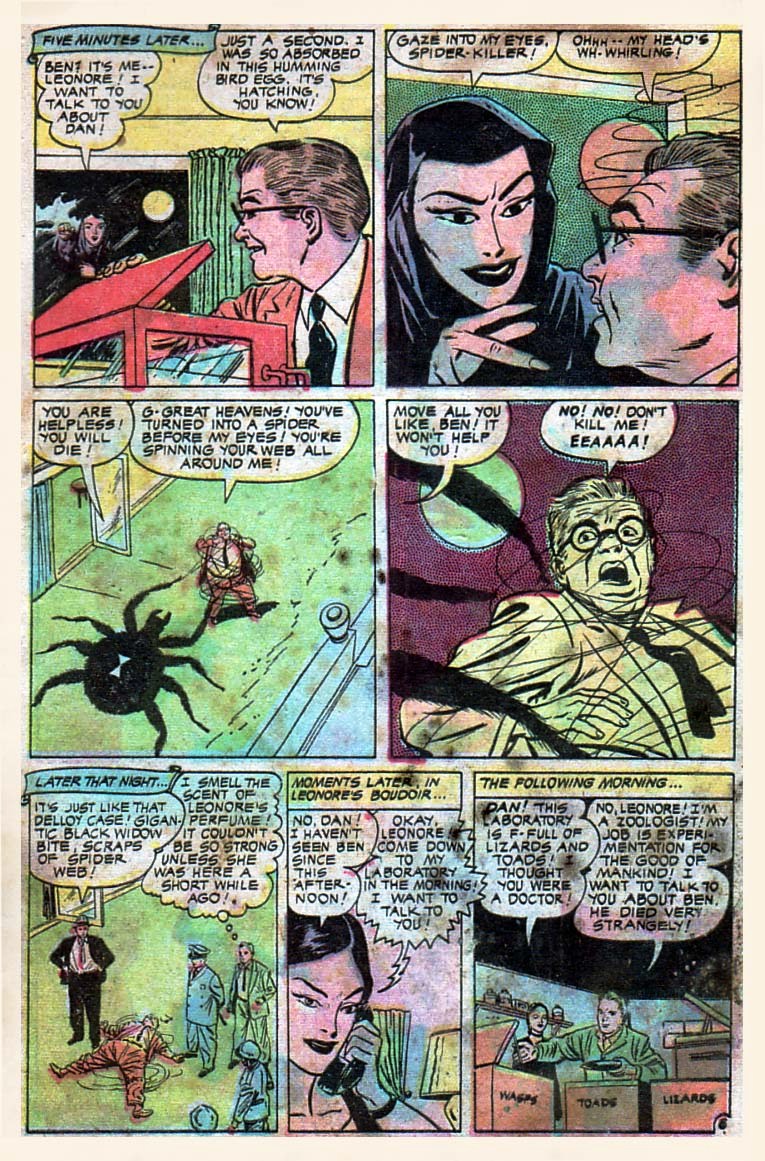 FIVE MINUTES LATER...
BEN? IT'S ME--
LEONORE! I
WANT TO
TALK TO YOU
ABOUT
DAN!
JUST A SECOND. I
WAS SO ABSORBED
IN THIS HUMMING
BIRD EGG. IT'S
HATCHING,
YOU KNOW!
GAZE INTO MY EYES,
SPIDER-KILLER!
OHHH-- MY HEAD'S
WH-WHIRLING!
YOU ARE
HELPLESS!
YOU WILL
DIE!
G-GREAT HEAVENS! YOU'VE
TURNED INTO A SPIDER
BEFORE MY EYES! YOU'RE
SPINNING YOUR WEB ALL
AROUND ME!
MOVE ALL YOU
LIKE, BEN! IT
WON'T HELP
YOU!
NO! NO! DON'T
KILL ME!
EEAAAA!
LATER THAT NIGHT...
IT'S JUST LIKE THAT
DELLOY CASE! GIGAN-
TIC BLACK WIDOW
BITE, SCRAPS
OF SPIDER
WEB!
I SMELL THE
SCENT OF
LEONORE'S
PERFUME!
IT COULDN'T
BE SO STRONG
UNLESS SHE
WAS HERE A
SHORT WHILE
AGO!
MOMENTS LATER, IN
LEONORE'S BOUDOIR...
NO, DAN! I
HAVEN'T
SEEN BEN
SINCE
THIS
AFTER-
NOON!
OKAY,
LEONORE!
COME DOWN
TO MY
LABORATORY
IN THE MORNING!
I WANT TO
TALK TO
YOU!
THE FOLLOWING MORNING...
DAN! THIS
LABORATORY
IS F-FULL OF
LIZARDS AND
TOADS! I
THOUGHT
YOU WERE
A DOCTOR!
NO, LEONORE! I'M
A ZOOLOGIST! MY
JOB IS EXPERI-
MENTATION FOR
THE GOOD OF
MANKIND! I
WANT TO TALK TO
YOU ABOUT BEN.
HE DIED VERY
STRANGELY!
WASPS
TOADS
LIZARDS
6